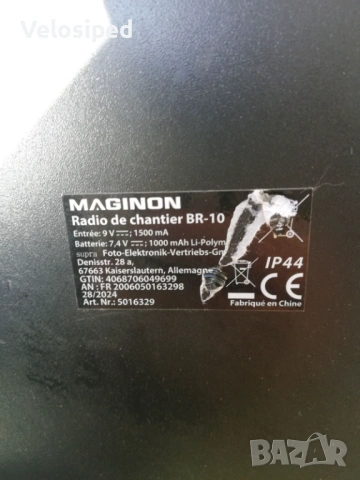 Velosiped
MAGINON
Radio de chantier BR-10
Entrée: 9 V ⎓; 1500 mA
Batterie: 7,4 V ⎓; 1000 mAh Li-Polym
supra Foto-Elektronik-Vertriebs-Gm
Denisstr. 28 a,
67663 Kaiserslautern, Allemagne
GTIN: 4068706049699
AN : FR 2006050163298
28/2024
Art. Nr.: 5016329
IP44
CE
Fabriqué en Chine
BAZAR